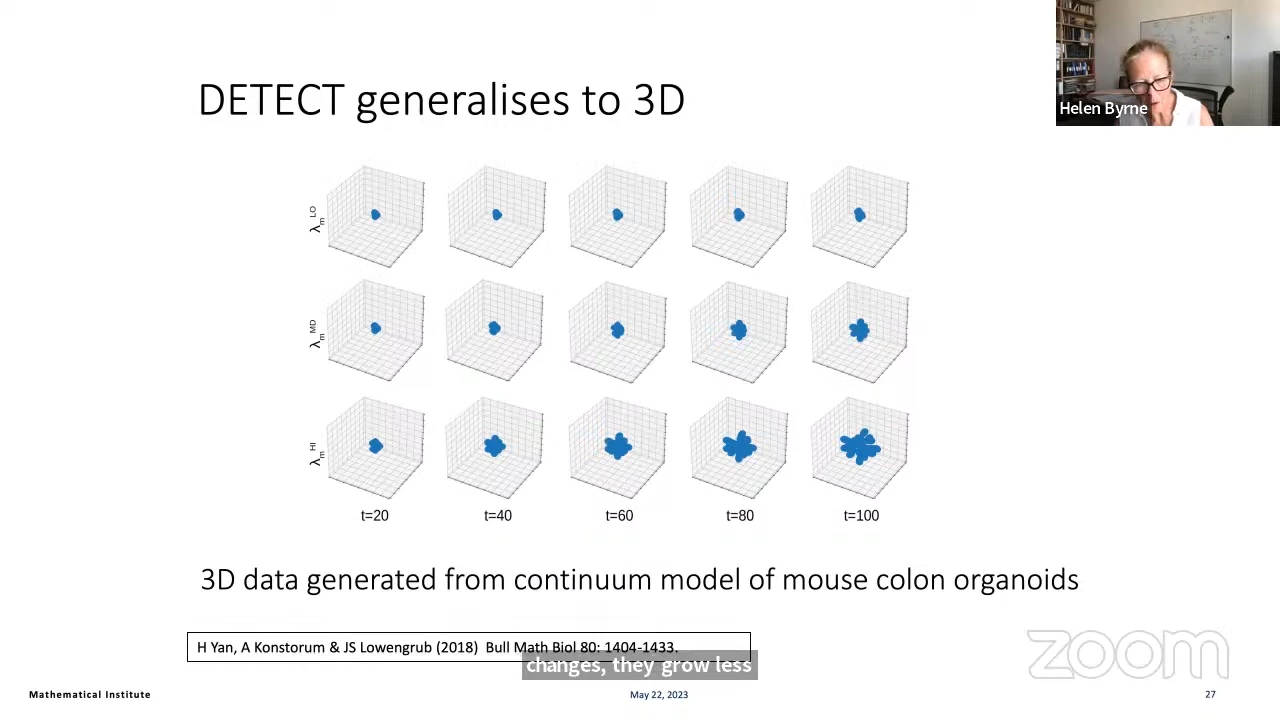 DETECT generalises to 3D
Helen Byrne
λm LO
λm MD
λm HI
t=20 t=40 t=60 t=80 t=100
3D data generated from continuum model of mouse colon organoids
H Yan, A Konstorum & JS Lowengrub (2018) Bull Math Biol 80: 1404-1433.
changes, they grow less
zoom
Mathematical Institute May 22, 2023 27